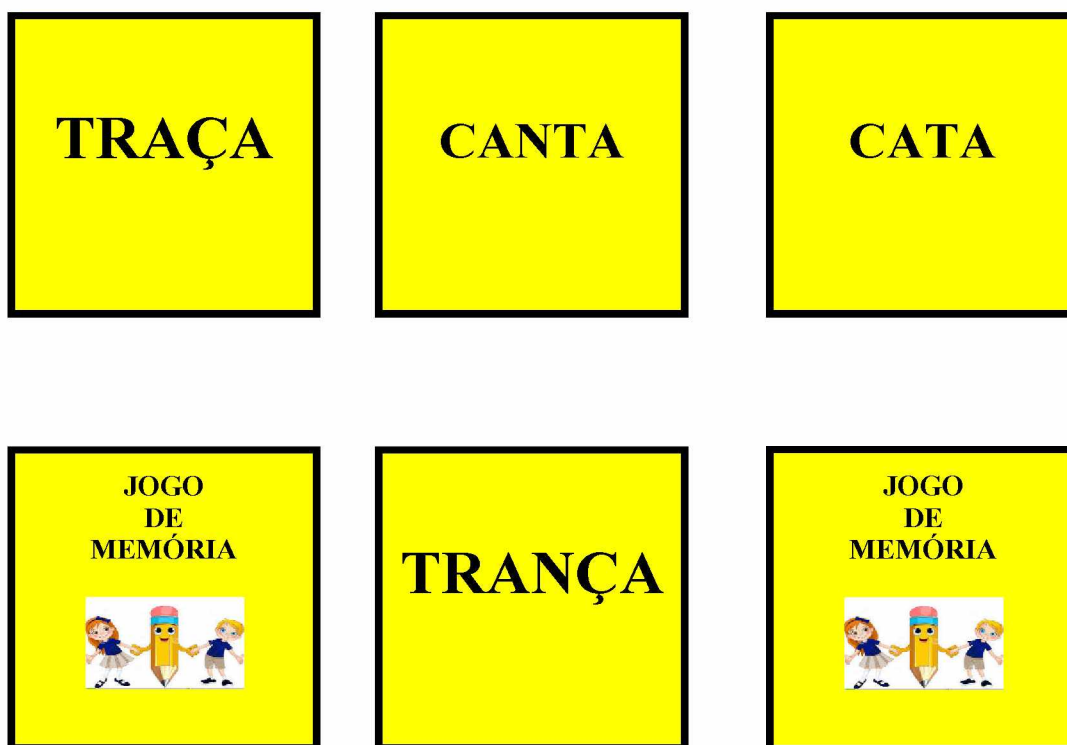 TRAÇA
CANTA
CATA
JOGO
DE
MEMÓRIA
TRANÇA
JOGO
DE
MEMÓRIA